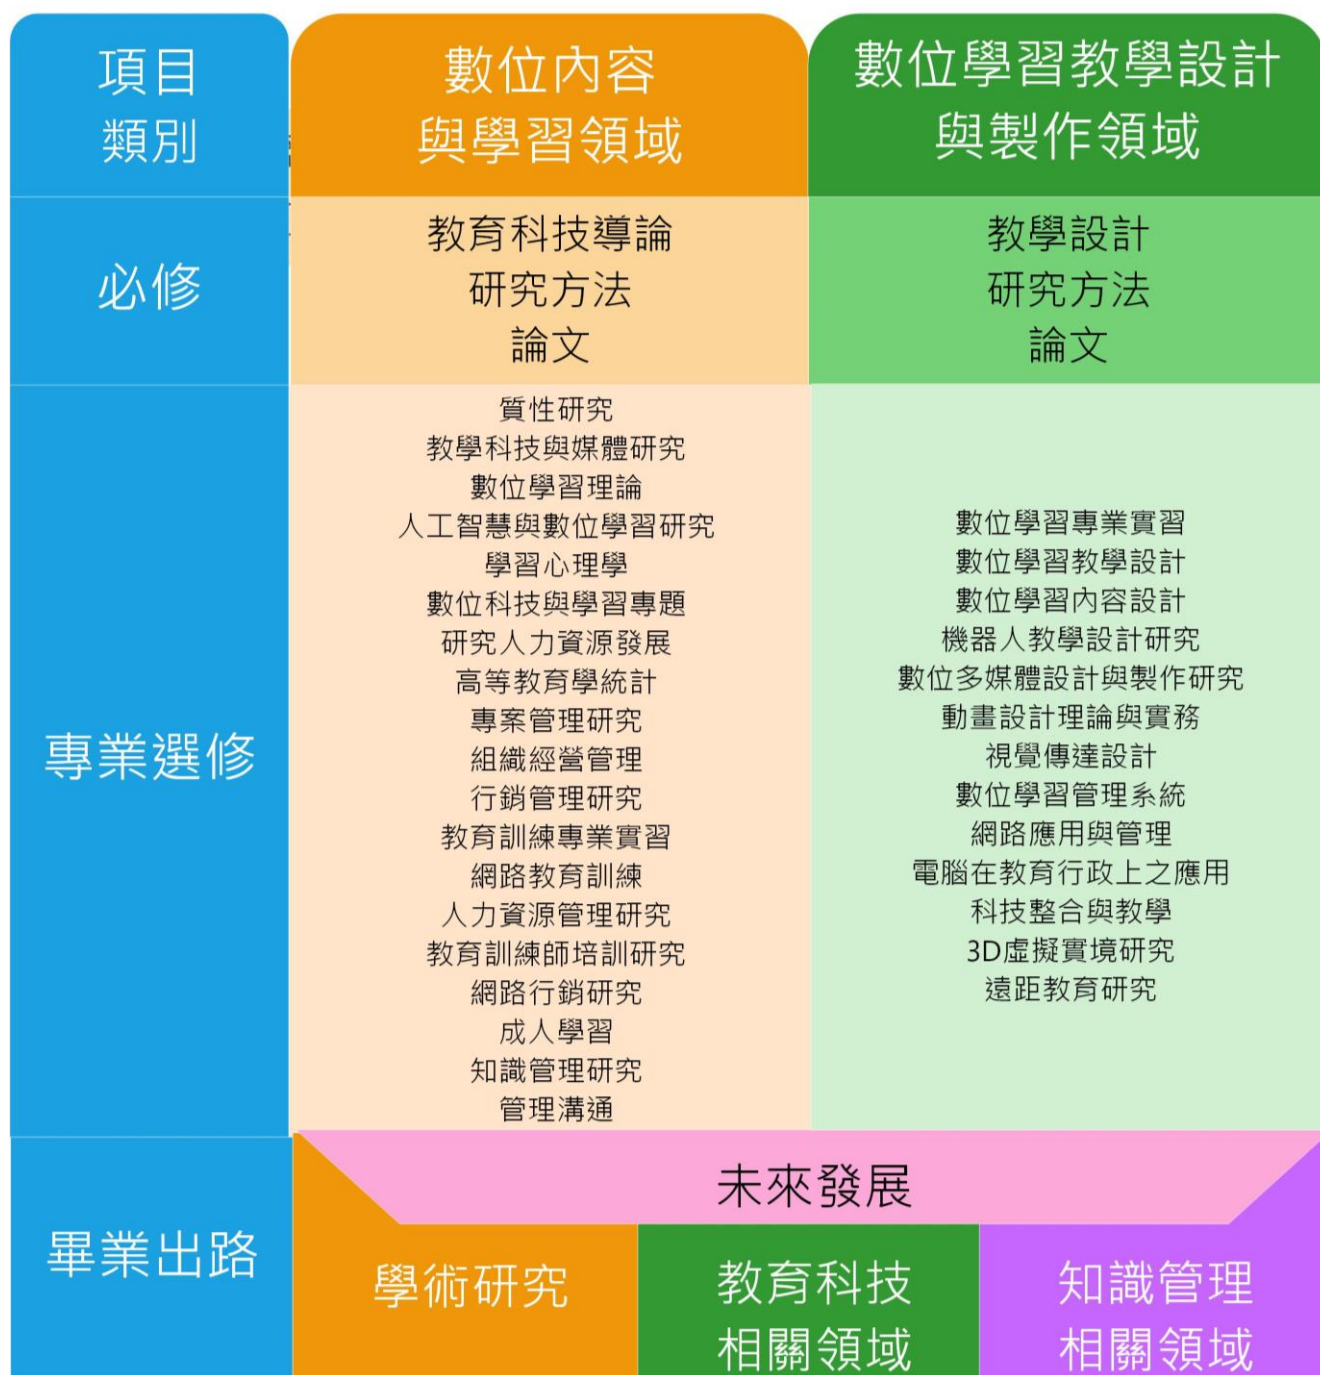 項目
類別
數位內容
與學習領域
數位學習教學設計
與製作領域
必修
教育科技導論
研究方法
論文
教學設計
研究方法
論文
專業選修
質性研究
教學科技與媒體研究
數位學習理論
人工智慧與數位學習研究
學習心理學
數位科技與學習專題
研究人力資源發展
高等教育學統計
專案管理研究
組織經營管理
行銷管理研究
教育訓練專業實習
網路教育訓練
人力資源管理研究
教育訓練師培訓研究
網路行銷研究
成人學習
知識管理研究
管理溝通
數位學習專業實習
數位學習教學設計
數位學習內容設計
機器人教學設計研究
數位多媒體設計與製作研究
動畫設計理論與實務
視覺傳達設計
數位學習管理系統
網路應用與管理
電腦在教育行政上之應用
科技整合與教學
3D虛擬實境研究
遠距教育研究
畢業出路
未來發展
學術研究
教育科技
相關領域
知識管理
相關領域